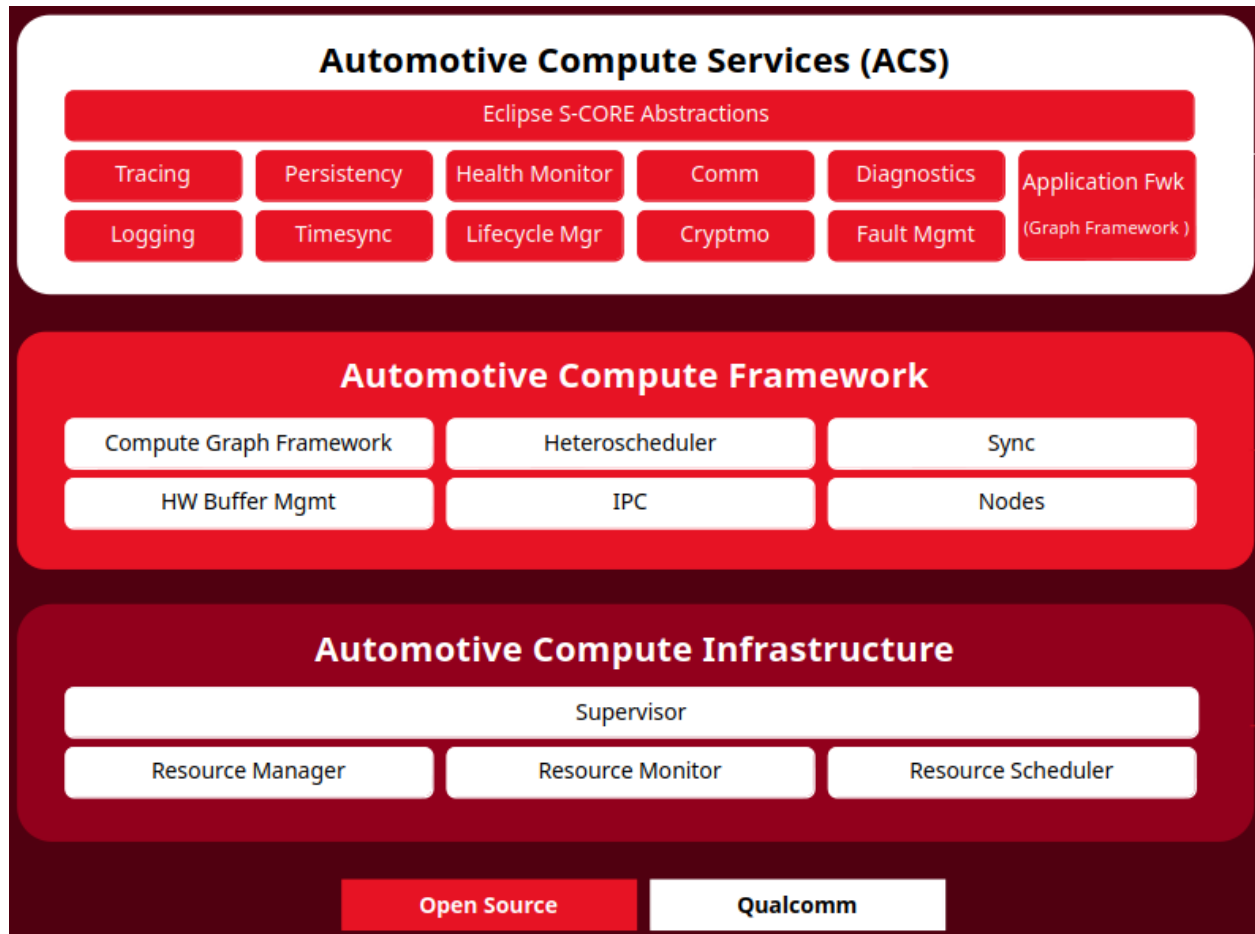 Automotive Compute Services (ACS)
Eclipse S-CORE Abstractions
Tracing
Persistency
Health Monitor
Comm
Diagnostics
Application Fwk
(Graph Framework )
Logging
Timesync
Lifecycle Mgr
Cryptmo
Fault Mgmt
Automotive Compute Framework
Compute Graph Framework
Heteroscheduler
Sync
HW Buffer Mgmt
IPC
Nodes
Automotive Compute Infrastructure
Supervisor
Resource Manager
Resource Monitor
Resource Scheduler
Open Source
Qualcomm